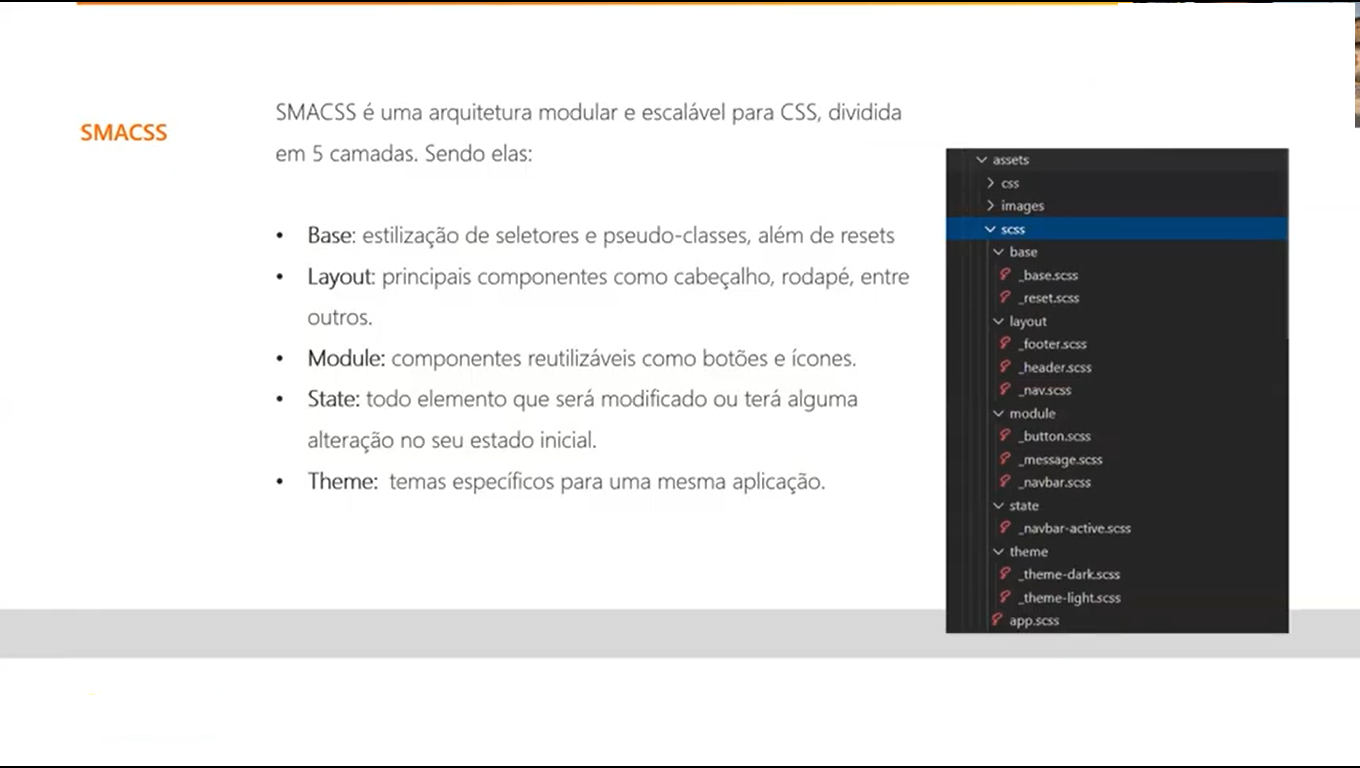 SMACSS
SMACSS é uma arquitetura modular e escalável para CSS, dividida
em 5 camadas. Sendo elas:
• Base: estilização de seletores e pseudo-classes, além de resets
• Layout: principais componentes como cabeçalho, rodapé, entre
outros.
• Module: componentes reutilizáveis como botões e ícones.
• State: todo elemento que será modificado ou terá alguma
alteração no seu estado inicial.
• Theme: temas específicos para uma mesma aplicação.
assets
css
images
scss
base
_base.scss
_reset.scss
layout
_footer.scss
_header.scss
_nav.scss
module
_button.scss
_message.scss
_navbar.scss
state
_navbar-active.scss
theme
_theme-dark.scss
_theme-light.scss
app.scss